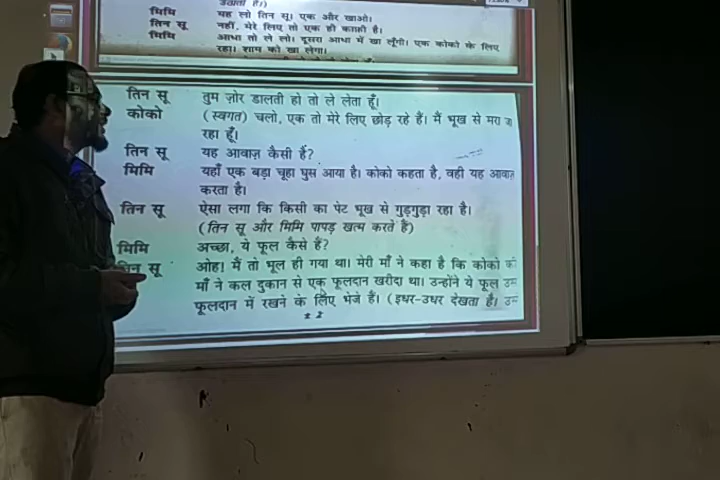 उठाता है।)
मिमि यह लो तिन सू। एक और खाओ।
तिन सू नहीं, मेरे लिए तो एक ही काफ़ी है।
मिमि आधा तो ले लो। दूसरा आधा मैं खा लूँगी। एक कोको के लिए
रहा। शाम को खा लेगा।
तिन सू तुम ज़ोर डालती हो तो ले लेता हूँ।
कोको (स्वगत) चलो, एक तो मेरे लिए छोड़ रहे हैं। मैं भूख से मरा जा
रहा हूँ।
तिन सू यह आवाज़ कैसी है?
मिमि यहाँ एक बड़ा चूहा घुस आया है। कोको कहता है, वही यह आवाज़
करता है।
तिन सू ऐसा लगा कि किसी का पेट भूख से गुड़गुड़ा रहा है।
(तिन सू और मिमि पापड़ खत्म करते हैं)
मिमि अच्छा, ये फूल कैसे हैं?
तिन सू ओह! मैं तो भूल ही गया था। मेरी माँ ने कहा है कि कोको की
माँ ने कल दुकान से एक फूलदान खरीदा था। उन्होंने ये फूल उस
फूलदान में रखने के लिए भेजे हैं। (इधर-उधर देखता है।